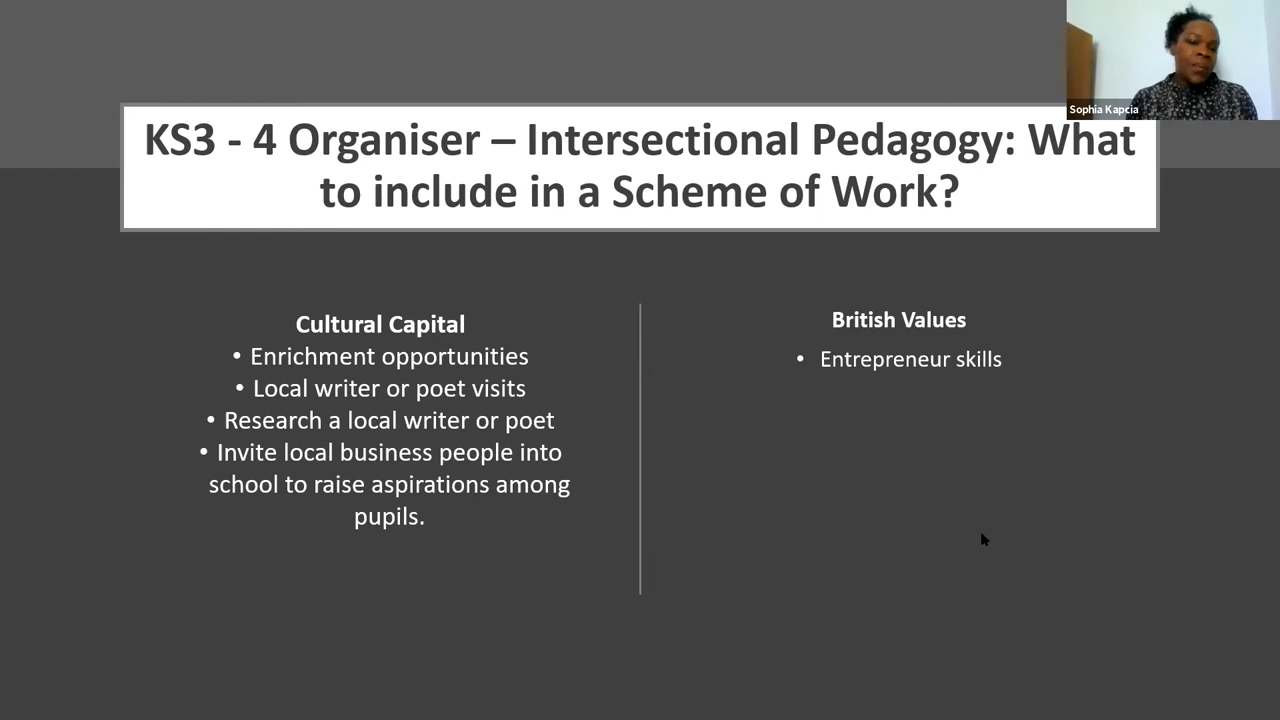 Sophia Kapcia
KS3 - 4 Organiser – Intersectional Pedagogy: What
to include in a Scheme of Work?
Cultural Capital
• Enrichment opportunities
• Local writer or poet visits
• Research a local writer or poet
• Invite local business people into
school to raise aspirations among
pupils.
British Values
• Entrepreneur skills